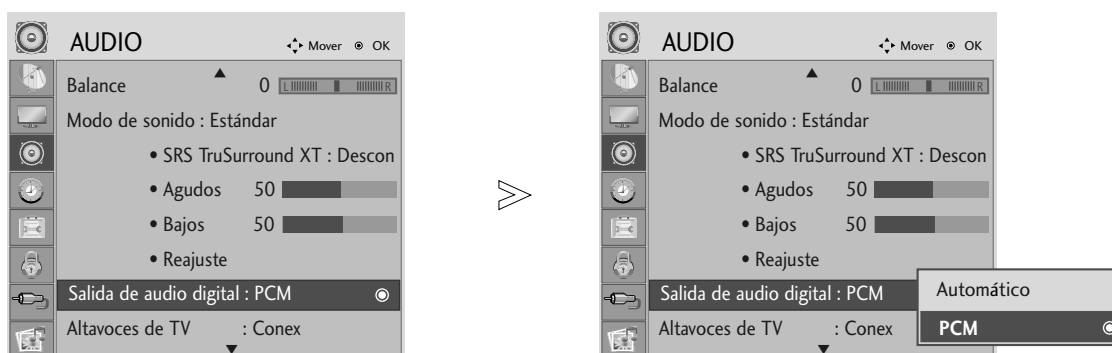 AUDIO Mover OK
Balance 0 L R
Modo de sonido : Estándar
• SRS TruSurround XT : Descon
• Agudos 50
• Bajos 50
• Reajuste
Salida de audio digital : PCM
Altavoces de TV : Conex
AUDIO Mover OK
Balance 0 L R
Modo de sonido : Estándar
• SRS TruSurround XT : Descon
• Agudos 50
• Bajos 50
• Reajuste
Salida de audio digital : PCM
Altavoces de TV : Conex
Automático
PCM